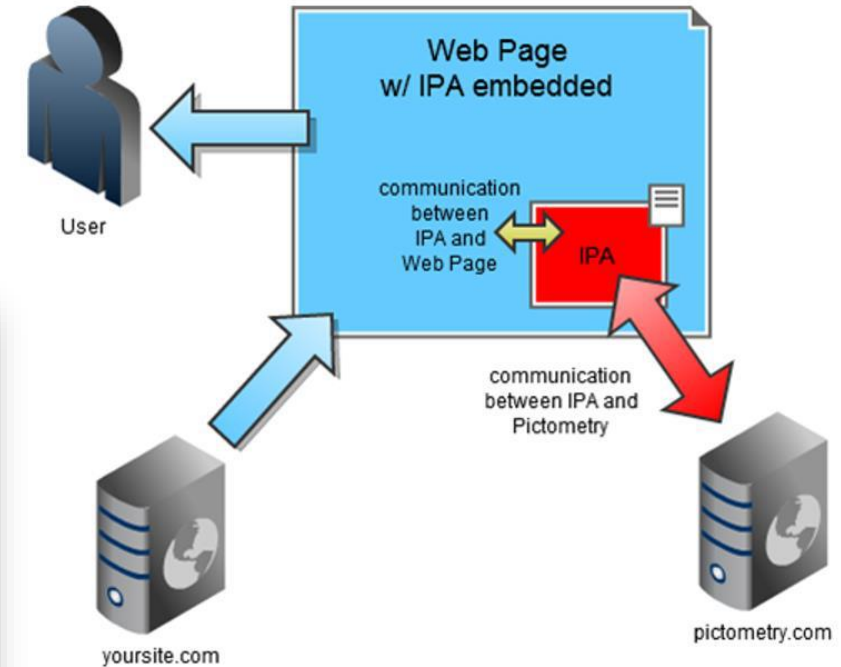 Web Page
w/ IPA embedded
User
communication
between
IPA and
Web Page
IPA
communication
between IPA and
Pictometry
yoursite.com
pictometry.com